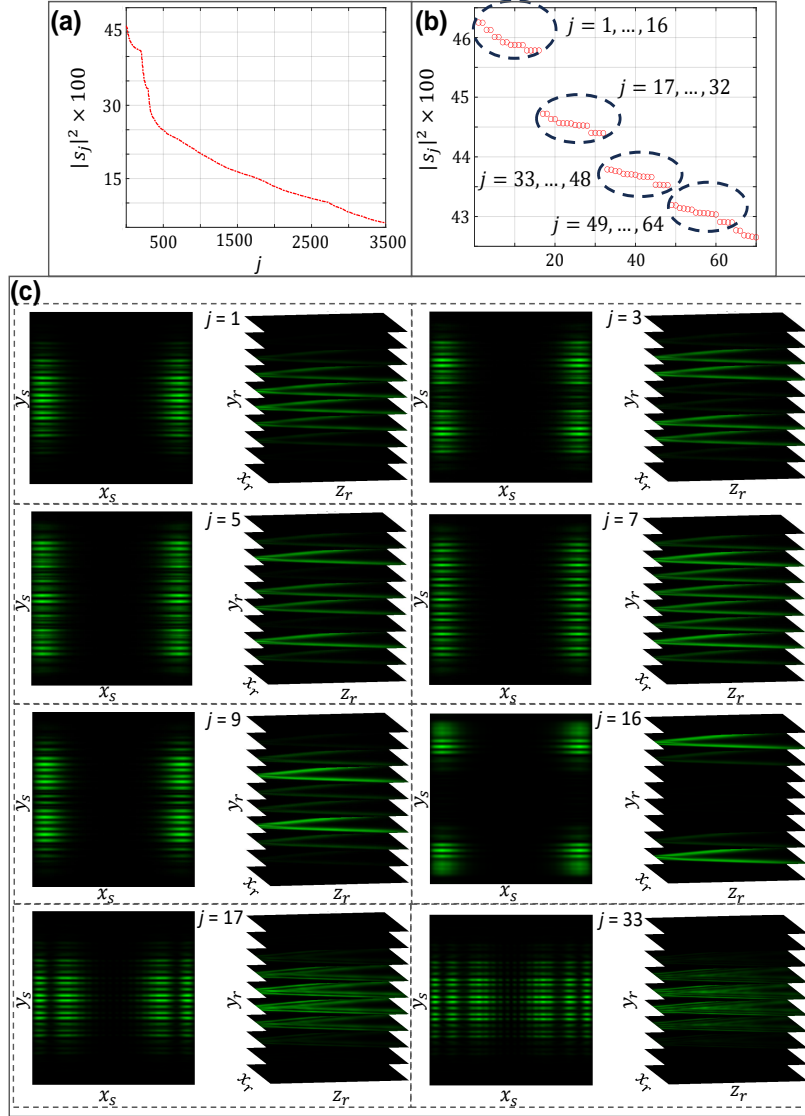 (a)
45
30
15
|s_j|² × 100
500
1500
2500
3500
j
(b)
46
45
44
43
|s_j|² × 100
j = 1, …, 16
j = 17, …, 32
j = 33, …, 48
j = 49, …, 64
20
40
60
(c)
y_s
x_s
j = 1
y_r
x_r
z_r
y_s
x_s
j = 3
y_r
x_r
z_r
y_s
x_s
j = 5
y_r
x_r
z_r
y_s
x_s
j = 7
y_r
x_r
z_r
y_s
x_s
j = 9
y_r
x_r
z_r
y_s
x_s
j = 16
y_r
x_r
z_r
y_s
x_s
j = 17
y_r
x_r
z_r
y_s
x_s
j = 33
y_r
x_r
z_r